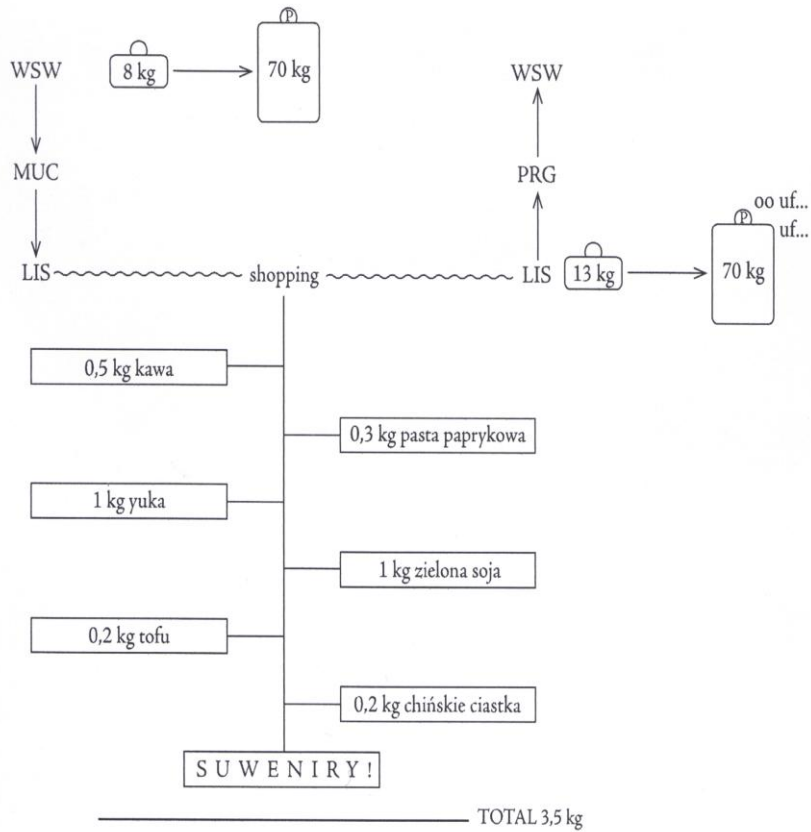 P
WSW
8 kg
70 kg
WSW
MUC
PRG
P
oo uf...
uf...
LIS
shopping
LIS
13 kg
70 kg
0,5 kg kawa
0,3 kg pasta paprykowa
1 kg yuka
1 kg zielona soja
0,2 kg tofu
0,2 kg chińskie ciastka
SUWENIRY!
TOTAL 3,5 kg